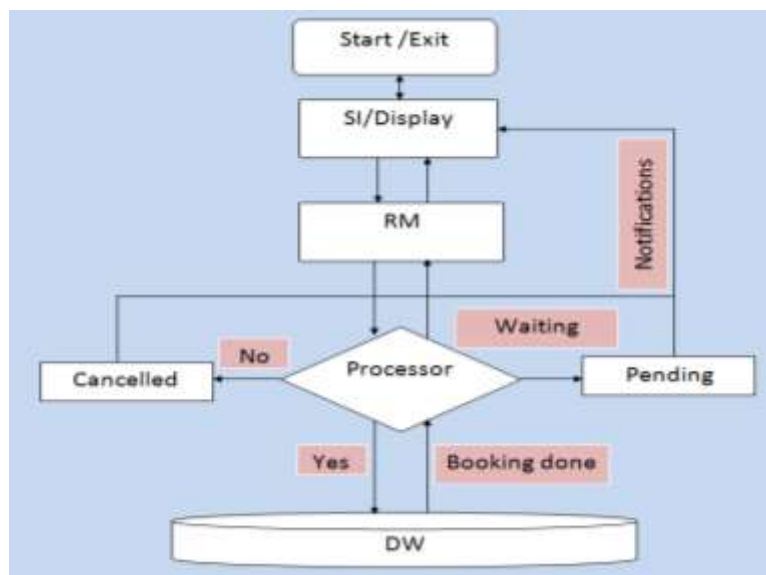 Start /Exit
SI/Display
Notifications
RM
Waiting
No
Processor
Cancelled
Pending
Yes
Booking done
DW